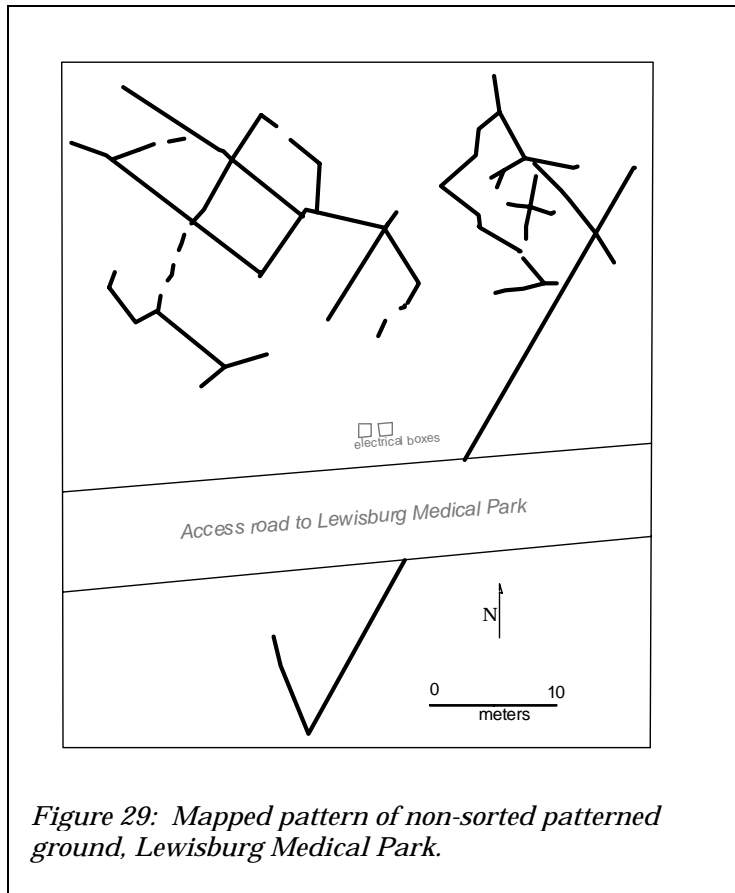 electrical boxes
Access road to Lewisburg Medical Park
N
0 10
meters
Figure 29: Mapped pattern of non-sorted patterned
ground, Lewisburg Medical Park.